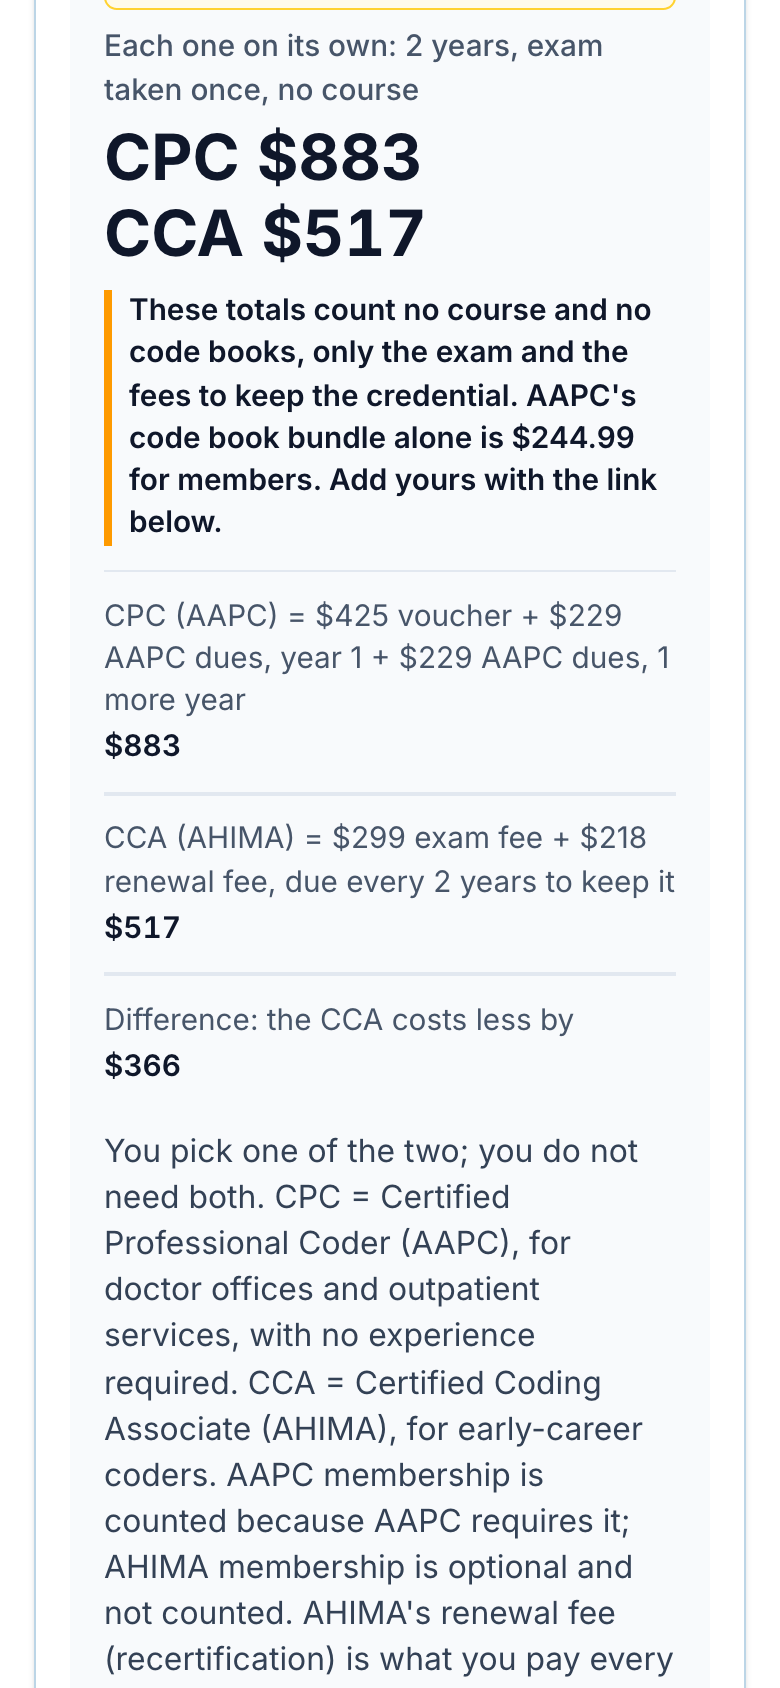 Each one on its own: 2 years, exam
taken once, no course
CPC $883
CCA $517
These totals count no course and no
code books, only the exam and the
fees to keep the credential. AAPC's
code book bundle alone is $244.99
for members. Add yours with the link
below.
CPC (AAPC) = $425 voucher + $229
AAPC dues, year 1 + $229 AAPC dues, 1
more year
$883
CCA (AHIMA) = $299 exam fee + $218
renewal fee, due every 2 years to keep it
$517
Difference: the CCA costs less by
$366
You pick one of the two; you do not
need both. CPC = Certified
Professional Coder (AAPC), for
doctor offices and outpatient
services, with no experience
required. CCA = Certified Coding
Associate (AHIMA), for early-career
coders. AAPC membership is
counted because AAPC requires it;
AHIMA membership is optional and
not counted. AHIMA's renewal fee
(recertification) is what you pay every